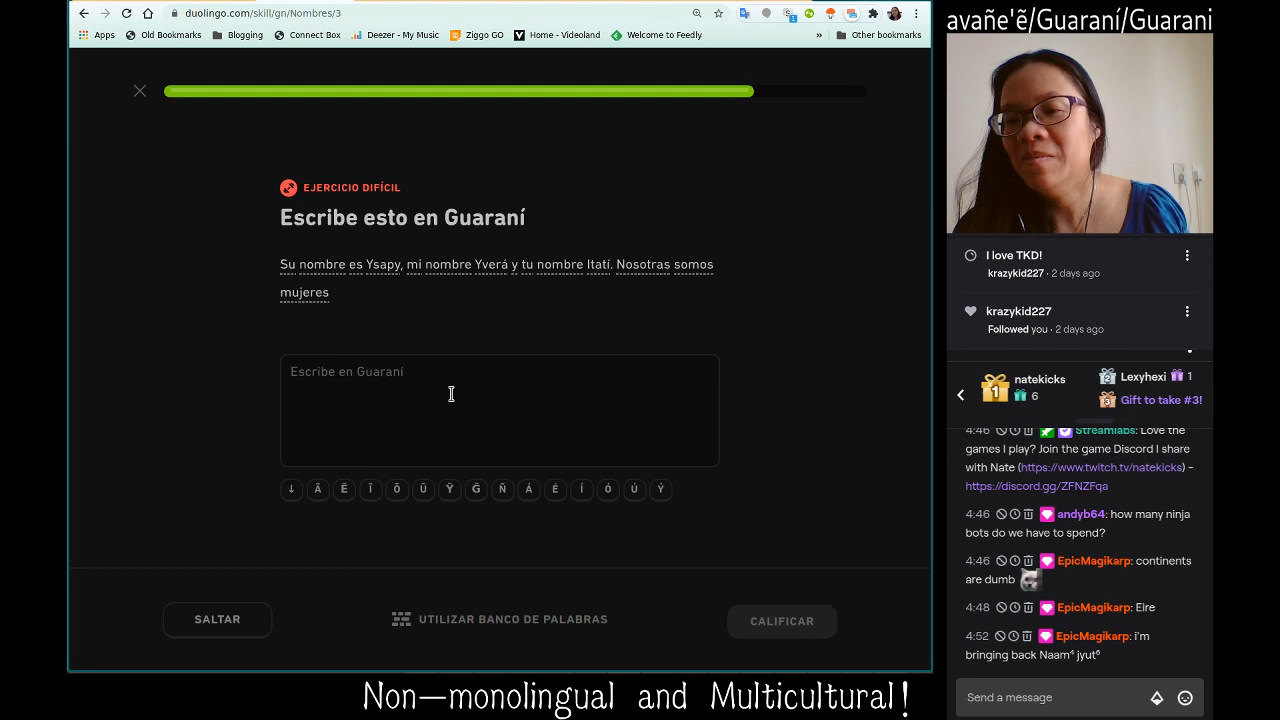 duolingo.com/skill/gn/Nombres/3
Apps Old Bookmarks Blogging Connect Box Deezer - My Music Ziggo GO Home - Videoland Welcome to Feedly » Other bookmarks
EJERCICIO DIFÍCIL
Escribe esto en Guaraní
Su nombre es Ysapy, mi nombre Yverá y tu nombre Itatí. Nosotras somos
mujeres
Escribe en Guaraní
↓ Ã Ẽ Ĩ Õ Ũ Ỹ G̃ Ñ Á É Í Ó Ú Ý
SALTAR
UTILIZAR BANCO DE PALABRAS
CALIFICAR
avañe'ẽ/Guaraní/Guarani
I love TKD!
krazykid227 · 2 days ago
krazykid227
Followed you · 2 days ago
natekicks
6
Lexyhexi 1
Gift to take #3!
4:46 Streamlabs: Love the
games I play? Join the game Discord I share
with Nate (https://www.twitch.tv/natekicks) -
https://discord.gg/ZFNZFqa
4:46 andyb64: how many ninja
bots do we have to spend?
4:46 EpicMagikarp: continents
are dumb
4:48 EpicMagikarp: Eire
4:52 EpicMagikarp: i'm
bringing back Naam⁴ jyut⁶
Send a message
Non-monolingual and Multicultural!